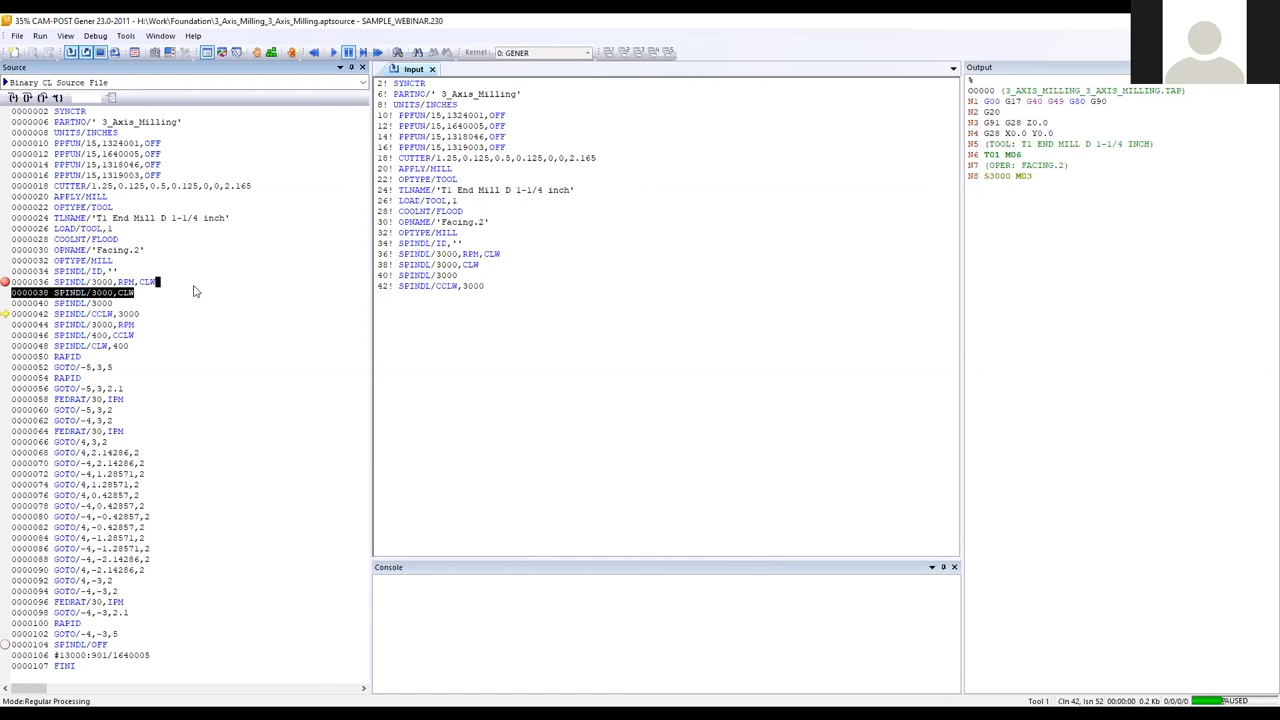 35% CAM-POST Gener 23.0-2011 - H:\Work\Foundation\3_Axis_Milling_3_Axis_Milling.aptsource - SAMPLE_WEBINAR.230
File Run View Debug Tools Window Help
Kernel: 0: GENER
Source
Binary CL Source File
0000002 SYNCTR
0000006 PARTNO/' 3_Axis_Milling'
0000008 UNITS/INCHES
0000010 PPFUN/15,1324001,OFF
0000012 PPFUN/15,1640005,OFF
0000014 PPFUN/15,1318046,OFF
0000016 PPFUN/15,1319003,OFF
0000018 CUTTER/1.25,0.125,0.5,0.125,0,0,2.165
0000020 APPLY/MILL
0000022 OPTYPE/TOOL
0000024 TLNAME/'T1 End Mill D 1-1/4 inch'
0000026 LOAD/TOOL,1
0000028 COOLNT/FLOOD
0000030 OPNAME/'Facing.2'
0000032 OPTYPE/MILL
0000034 SPINDL/ID,''
0000036 SPINDL/3000,RPM,CLW
0000038 SPINDL/3000,CLW
0000040 SPINDL/3000
0000042 SPINDL/CCLW,3000
0000044 SPINDL/3000,RPM
0000046 SPINDL/400,CCLW
0000048 SPINDL/CLW,400
0000050 RAPID
0000052 GOTO/-5,3,5
0000054 RAPID
0000056 GOTO/-5,3,2.1
0000058 FEDRAT/30,IPM
0000060 GOTO/-5,3,2
0000062 GOTO/-4,3,2
0000064 FEDRAT/30,IPM
0000066 GOTO/4,3,2
0000068 GOTO/4,2.14286,2
0000070 GOTO/-4,2.14286,2
0000072 GOTO/-4,1.28571,2
0000074 GOTO/4,1.28571,2
0000076 GOTO/4,0.42857,2
0000078 GOTO/-4,0.42857,2
0000080 GOTO/-4,-0.42857,2
0000082 GOTO/4,-0.42857,2
0000084 GOTO/4,-1.28571,2
0000086 GOTO/-4,-1.28571,2
0000088 GOTO/-4,-2.14286,2
0000090 GOTO/4,-2.14286,2
0000092 GOTO/4,-3,2
0000094 GOTO/-4,-3,2
0000096 FEDRAT/30,IPM
0000098 GOTO/-4,-3,2.1
0000100 RAPID
0000102 GOTO/-4,-3,5
0000104 SPINDL/OFF
0000106 #13000:901/1640005
0000107 FINI
Input
2! SYNCTR
6! PARTNO/' 3_Axis_Milling'
8! UNITS/INCHES
10! PPFUN/15,1324001,OFF
12! PPFUN/15,1640005,OFF
14! PPFUN/15,1318046,OFF
16! PPFUN/15,1319003,OFF
18! CUTTER/1.25,0.125,0.5,0.125,0,0,2.165
20! APPLY/MILL
22! OPTYPE/TOOL
24! TLNAME/'T1 End Mill D 1-1/4 inch'
26! LOAD/TOOL,1
28! COOLNT/FLOOD
30! OPNAME/'Facing.2'
32! OPTYPE/MILL
34! SPINDL/ID,''
36! SPINDL/3000,RPM,CLW
38! SPINDL/3000,CLW
40! SPINDL/3000
42! SPINDL/CCLW,3000
Console
Output
%
O0000 (3_AXIS_MILLING_3_AXIS_MILLING.TAP)
N1 G00 G17 G40 G49 G80 G90
N2 G20
N3 G91 G28 Z0.0
N4 G28 X0.0 Y0.0
N5 (TOOL: T1 END MILL D 1-1/4 INCH)
N6 T01 M06
N7 (OPER: FACING.2)
N8 S3000 M03
Mode:Regular Processing
Tool 1 Cln 42, Isn 52 00:00:00 0.2 Kb 0/0/0/0 PAUSED